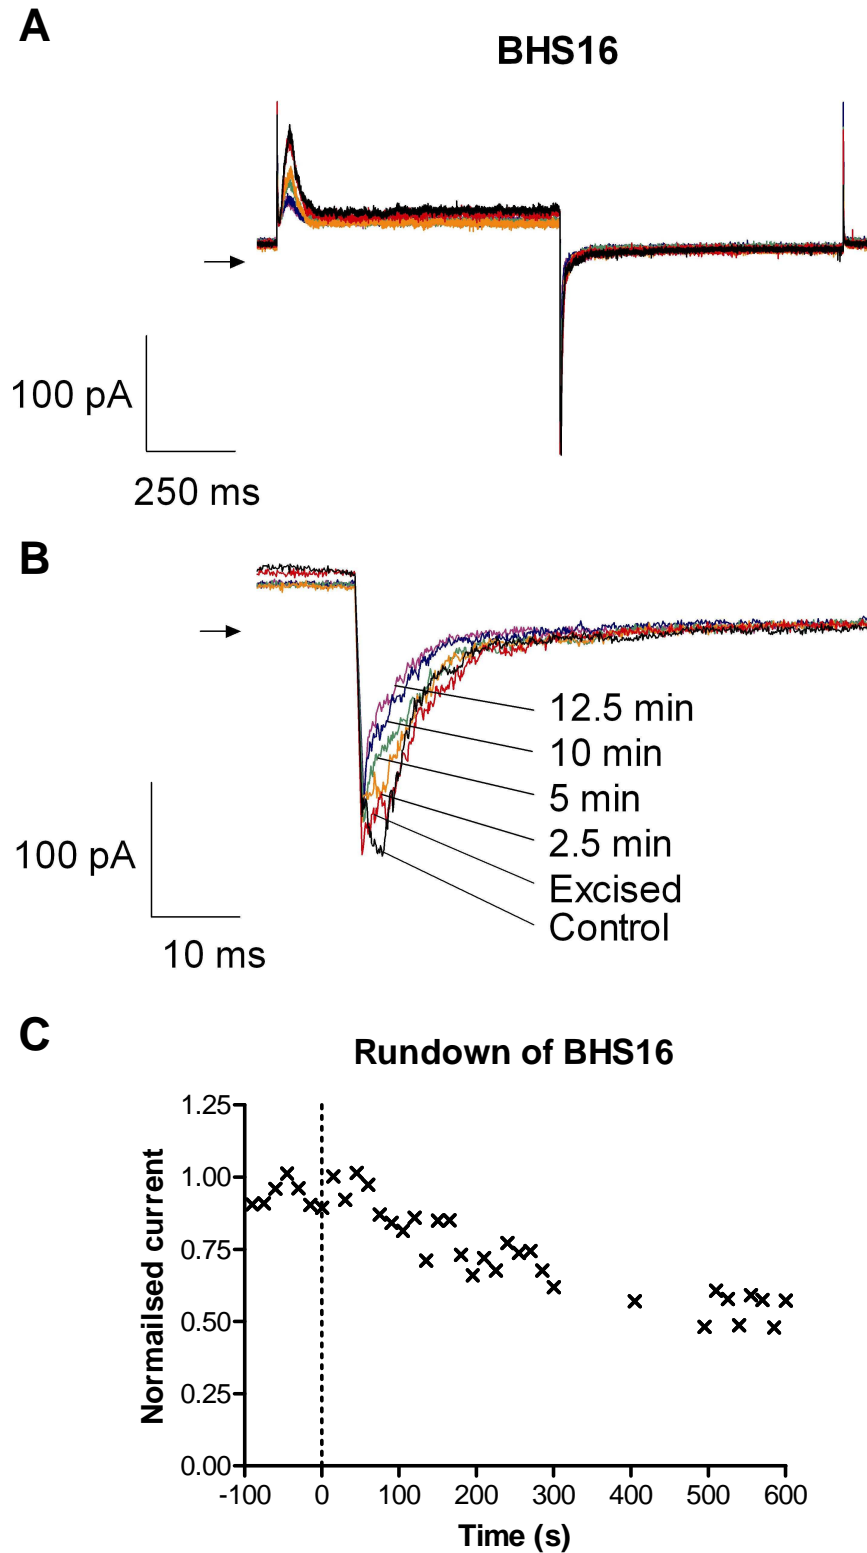 A
BHS16
100 pA
250 ms
B
12.5 min
10 min
5 min
2.5 min
Excised
Control
100 pA
10 ms
C
Rundown of BHS16
1.25
1.00
0.75
0.50
0.25
0.00
Normailsed current
-100 0 100 200 300 400 500 600
Time (s)